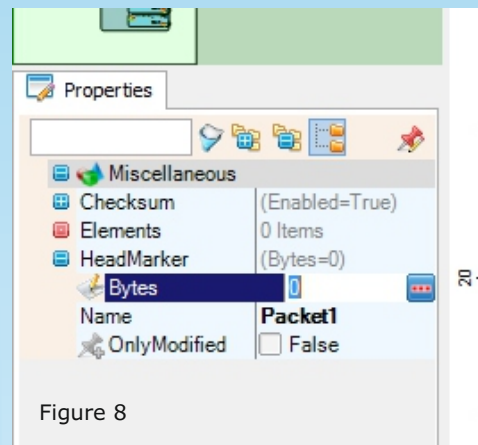 Properties
Miscellaneous
Checksum (Enabled=True)
Elements 0 Items
HeadMarker (Bytes=0)
Bytes 0
Name Packet1
OnlyModified False
20
Figure 8